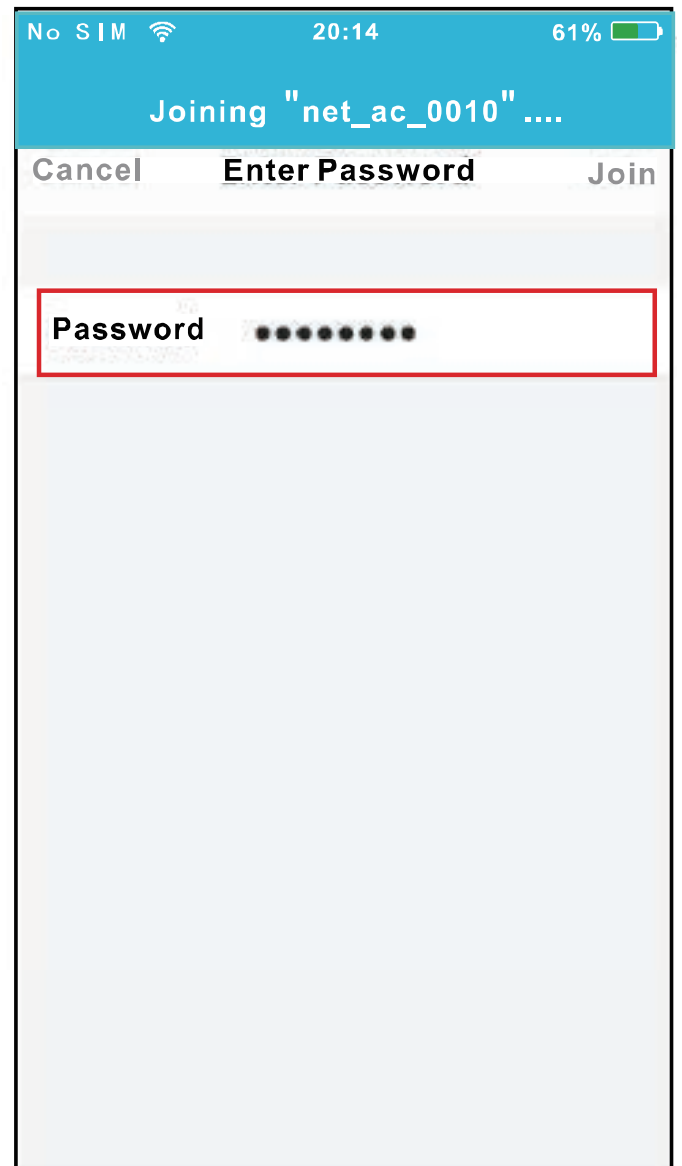 No SIM 20:14 61%
Joining "net_ac_0010"....
Cancel Enter Password Join
Password ●●●●●●●●